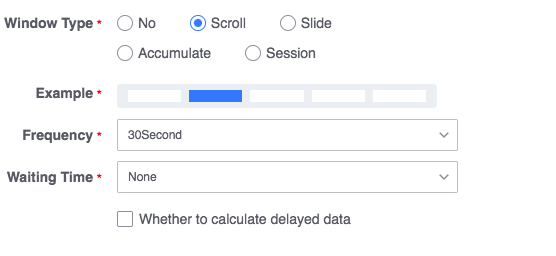 Window Type * No Scroll Slide
Accumulate Session
Example *
Frequency * 30Second
Waiting Time * None
Whether to calculate delayed data